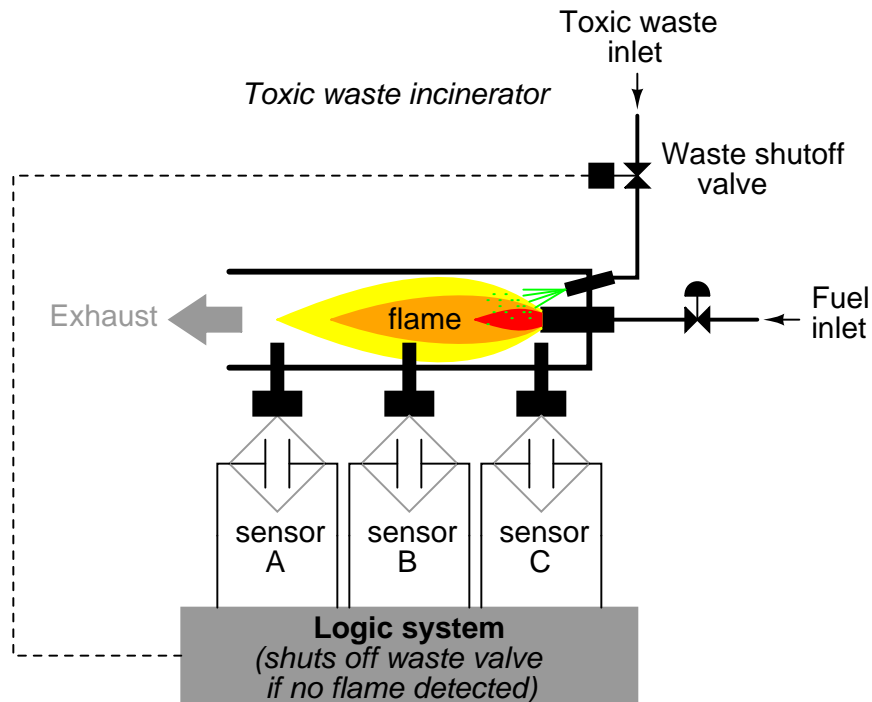 Toxic waste
inlet
Toxic waste incinerator
Waste shutoff
valve
Exhaust
flame
Fuel
inlet
sensor
A
sensor
B
sensor
C
Logic system
(shuts off waste valve
if no flame detected)